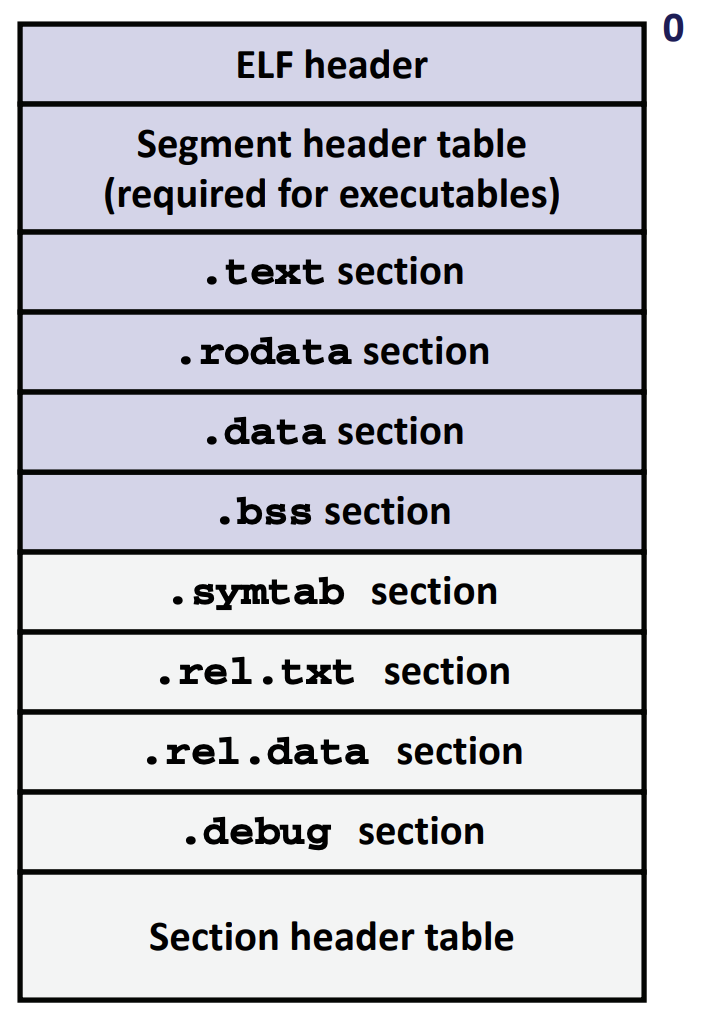 0
ELF header
Segment header table
(required for executables)
.text section
.rodata section
.data section
.bss section
.symtab section
.rel.txt section
.rel.data section
.debug section
Section header table